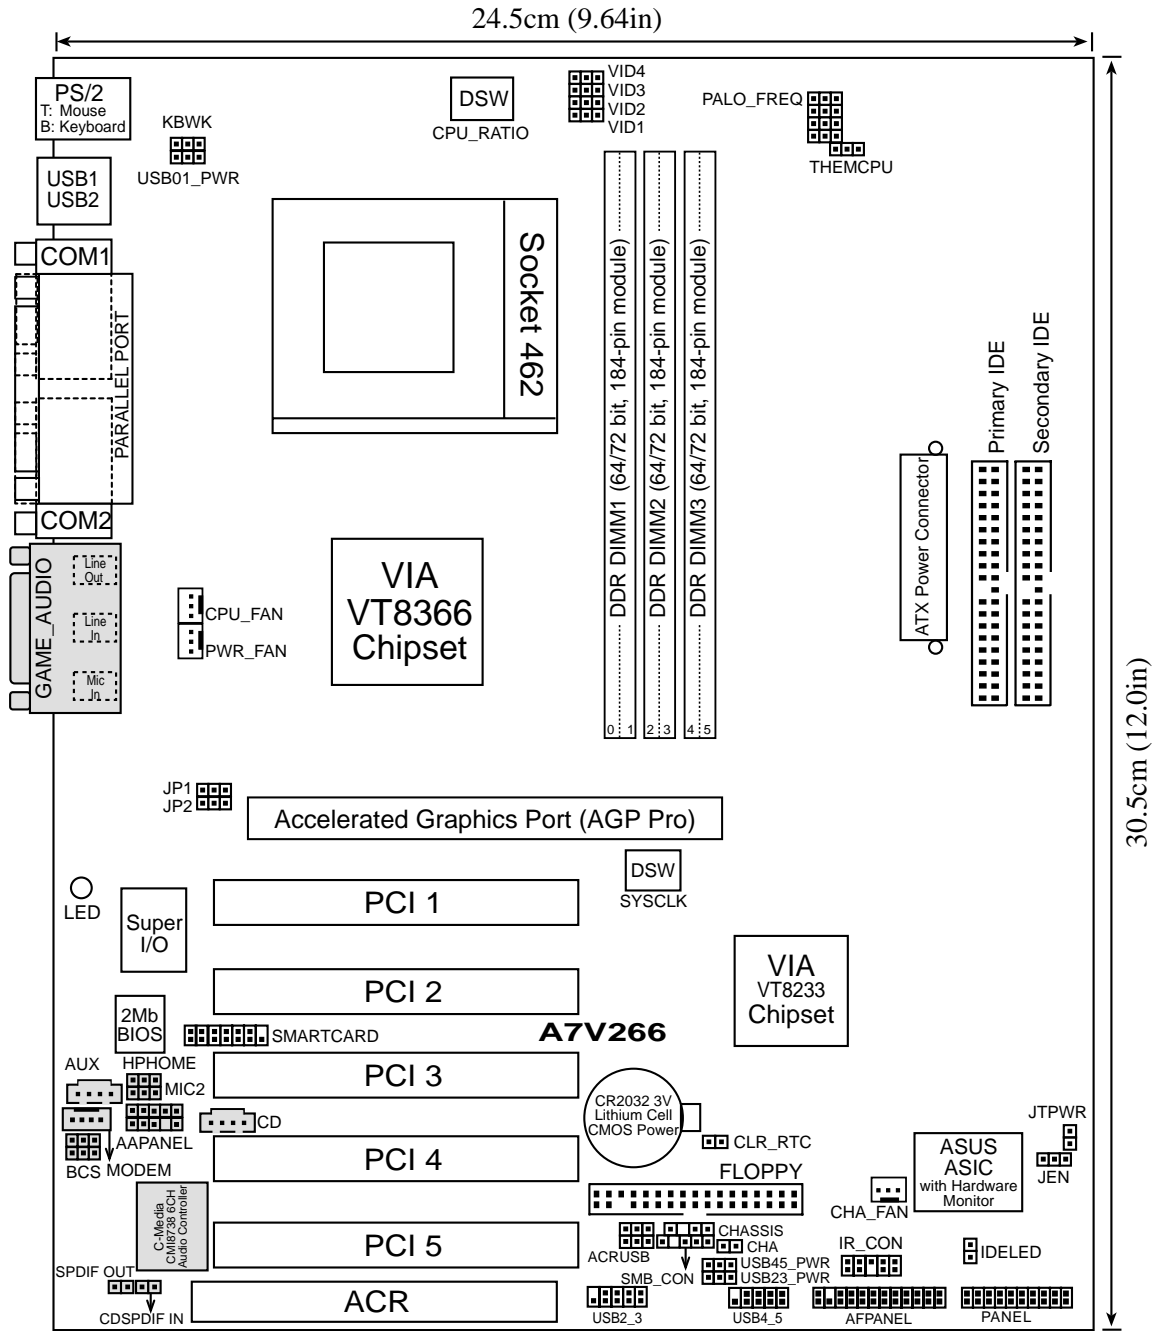 24.5cm (9.64in)
PS/2
T: Mouse
B: Keyboard
KBWK
USB01_PWR
DSW
CPU_RATIO
VID4
VID3
VID2
VID1
PALO_FREQ
THEMCPU
USB1
USB2
COM1
PARALLEL PORT
COM2
Socket 462
DDR DIMM1 (64/72 bit, 184-pin module)
DDR DIMM2 (64/72 bit, 184-pin module)
DDR DIMM3 (64/72 bit, 184-pin module)
0 1
2 3
4 5
Primary IDE
Secondary IDE
ATX Power Connector
30.5cm (12.0in)
GAME_AUDIO
Line
Out
Line
In
Mic
In
CPU_FAN
PWR_FAN
VIA
VT8366
Chipset
JP1
JP2
Accelerated Graphics Port (AGP Pro)
DSW
SYSCLK
LED
Super
I/O
PCI 1
PCI 2
VIA
VT8233
Chipset
2Mb
BIOS
SMARTCARD
A7V266
AUX
HPHOME
MIC2
PCI 3
CR2032 3V
Lithium Cell
CMOS Power
CLR_RTC
JTPWR
JEN
AAPANEL
CD
BCS
MODEM
PCI 4
FLOPPY
ASUS
ASIC
with Hardware
Monitor
CHA_FAN
C-Media
CMI8738 6CH
Audio Controller
PCI 5
ACRUSB
CHASSIS
CHA
SMB_CON
USB45_PWR
USB23_PWR
IR_CON
IDELED
SPDIF OUT
CDSPDIF IN
ACR
USB2_3
USB4_5
AFPANEL
PANEL